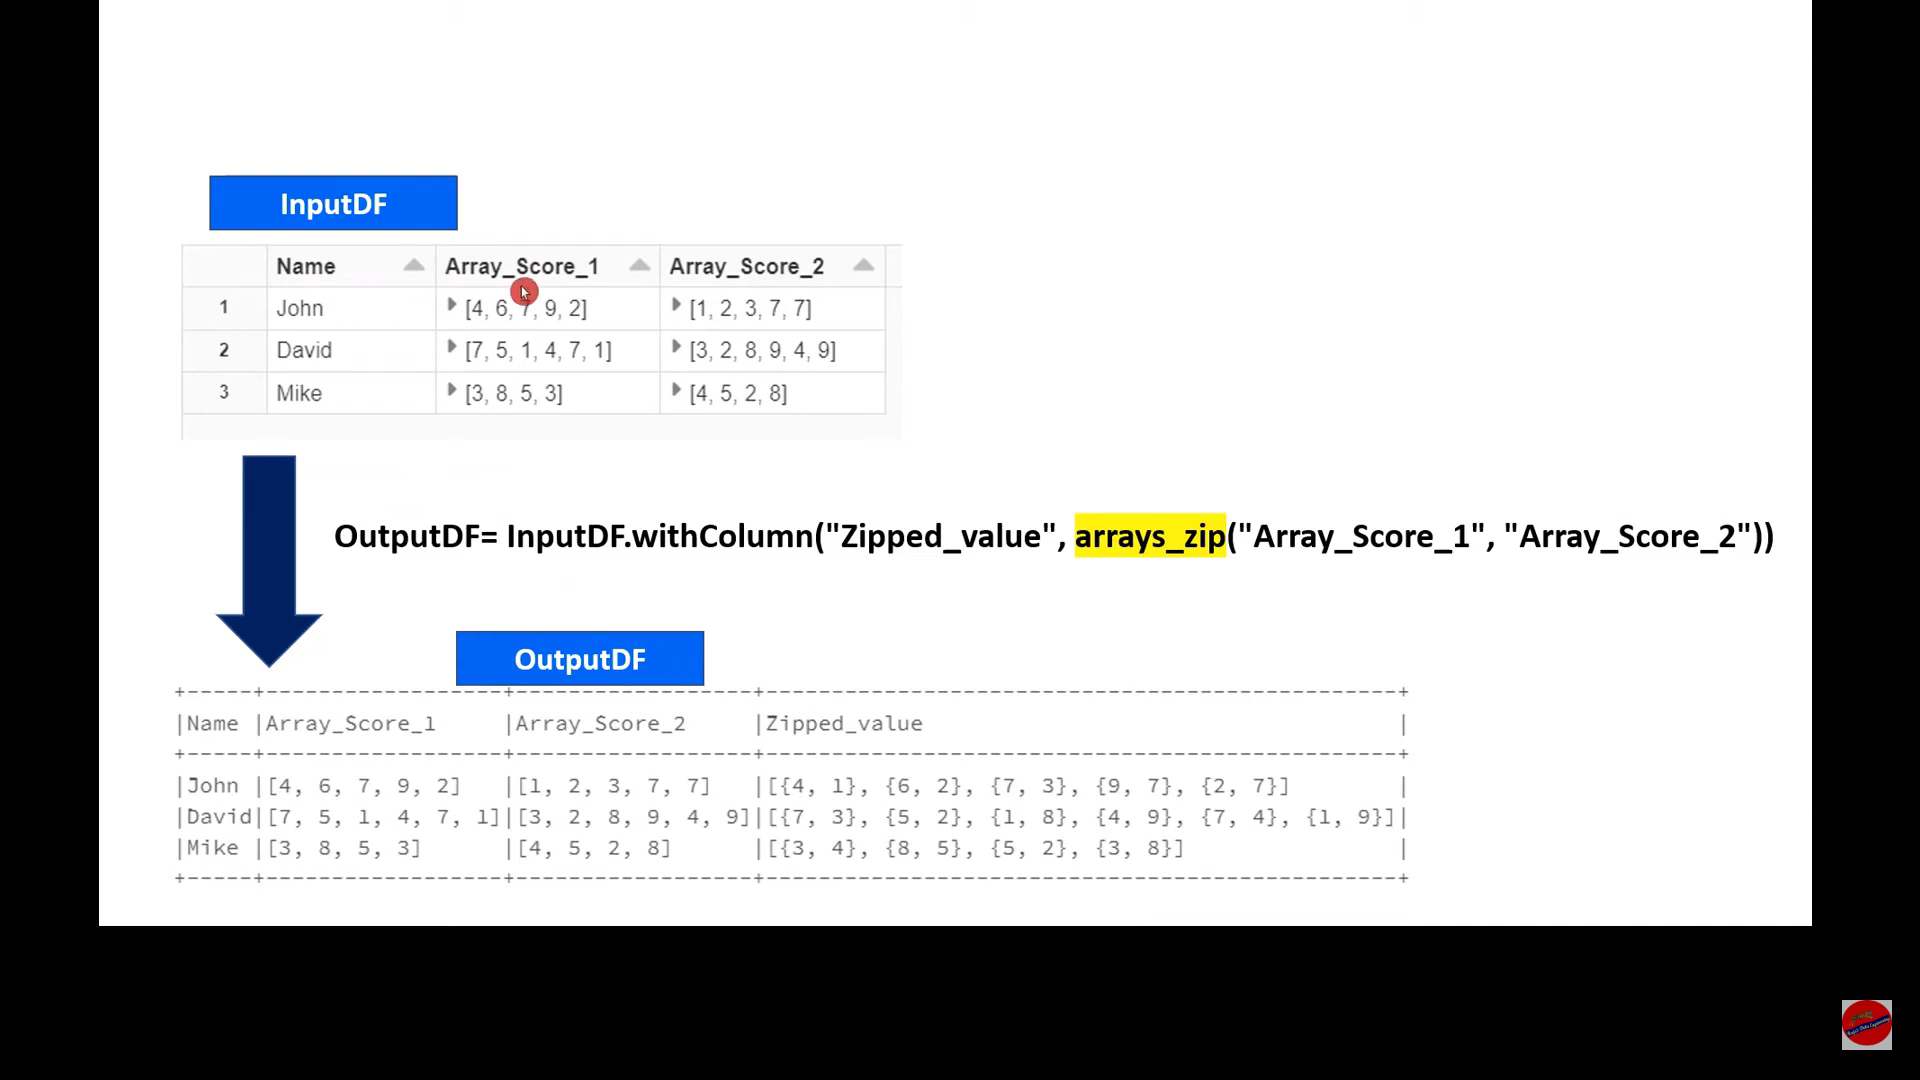 InputDF
Name Array_Score_1 Array_Score_2
1 John [4, 6, 7, 9, 2] [1, 2, 3, 7, 7]
2 David [7, 5, 1, 4, 7, 1] [3, 2, 8, 9, 4, 9]
3 Mike [3, 8, 5, 3] [4, 5, 2, 8]
OutputDF= InputDF.withColumn("Zipped_value", arrays_zip("Array_Score_1", "Array_Score_2"))
OutputDF
+-----+------------------+------------------+------------------------------------------------+
|Name |Array_Score_1     |Array_Score_2     |Zipped_value                                    |
+-----+------------------+------------------+------------------------------------------------+
|John |[4, 6, 7, 9, 2]   |[1, 2, 3, 7, 7]   |[{4, 1}, {6, 2}, {7, 3}, {9, 7}, {2, 7}]        |
|David|[7, 5, 1, 4, 7, 1]|[3, 2, 8, 9, 4, 9]|[{7, 3}, {5, 2}, {1, 8}, {4, 9}, {7, 4}, {1, 9}]|
|Mike |[3, 8, 5, 3]      |[4, 5, 2, 8]      |[{3, 4}, {8, 5}, {5, 2}, {3, 8}]                |
+-----+------------------+------------------+------------------------------------------------+